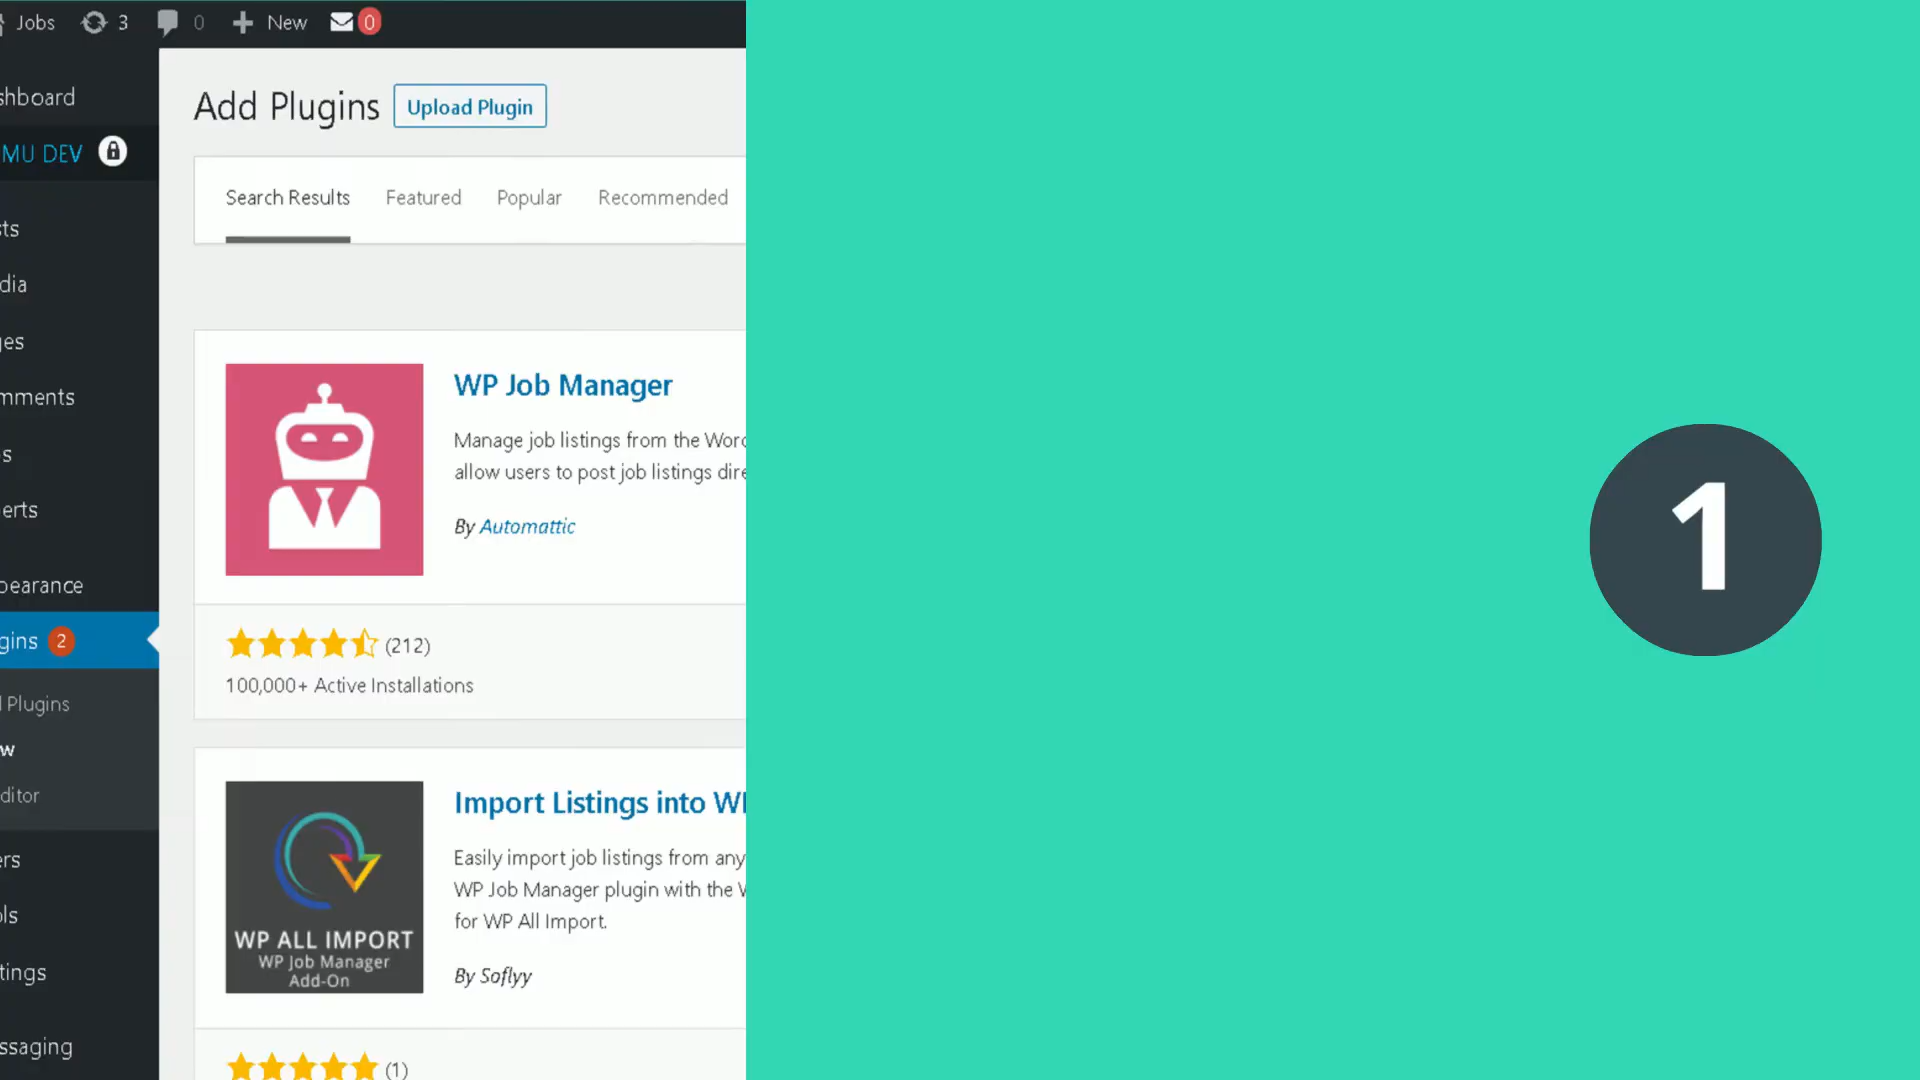 Jobs 3 0 New 0
shboard
MU DEV
sts
dia
ges
mments
s
erts
pearance
gins 2
d Plugins
w
ditor
ers
ols
tings
ssaging
Add Plugins Upload Plugin
Search Results Featured Popular Recommended
WP Job Manager
Manage job listings from the Word
allow users to post job listings dire
By Automattic
(212)
100,000+ Active Installations
WP ALL IMPORT
WP Job Manager
Add-On
Import Listings into WP
Easily import job listings from any
WP Job Manager plugin with the W
for WP All Import.
By Soflyy
(1)
1